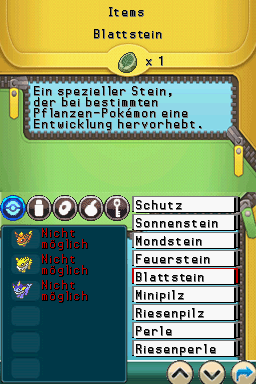 Items
Blattstein
x 1
Ein spezieller Stein,
der bei bestimmten
Pflanzen-Pokémon eine
Entwicklung hervorhebt.
Nicht
möglich
Nicht
möglich
Nicht
möglich
Schutz
Sonnenstein
Mondstein
Feuerstein
Blattstein
Minipilz
Riesenpilz
Perle
Riesenperle